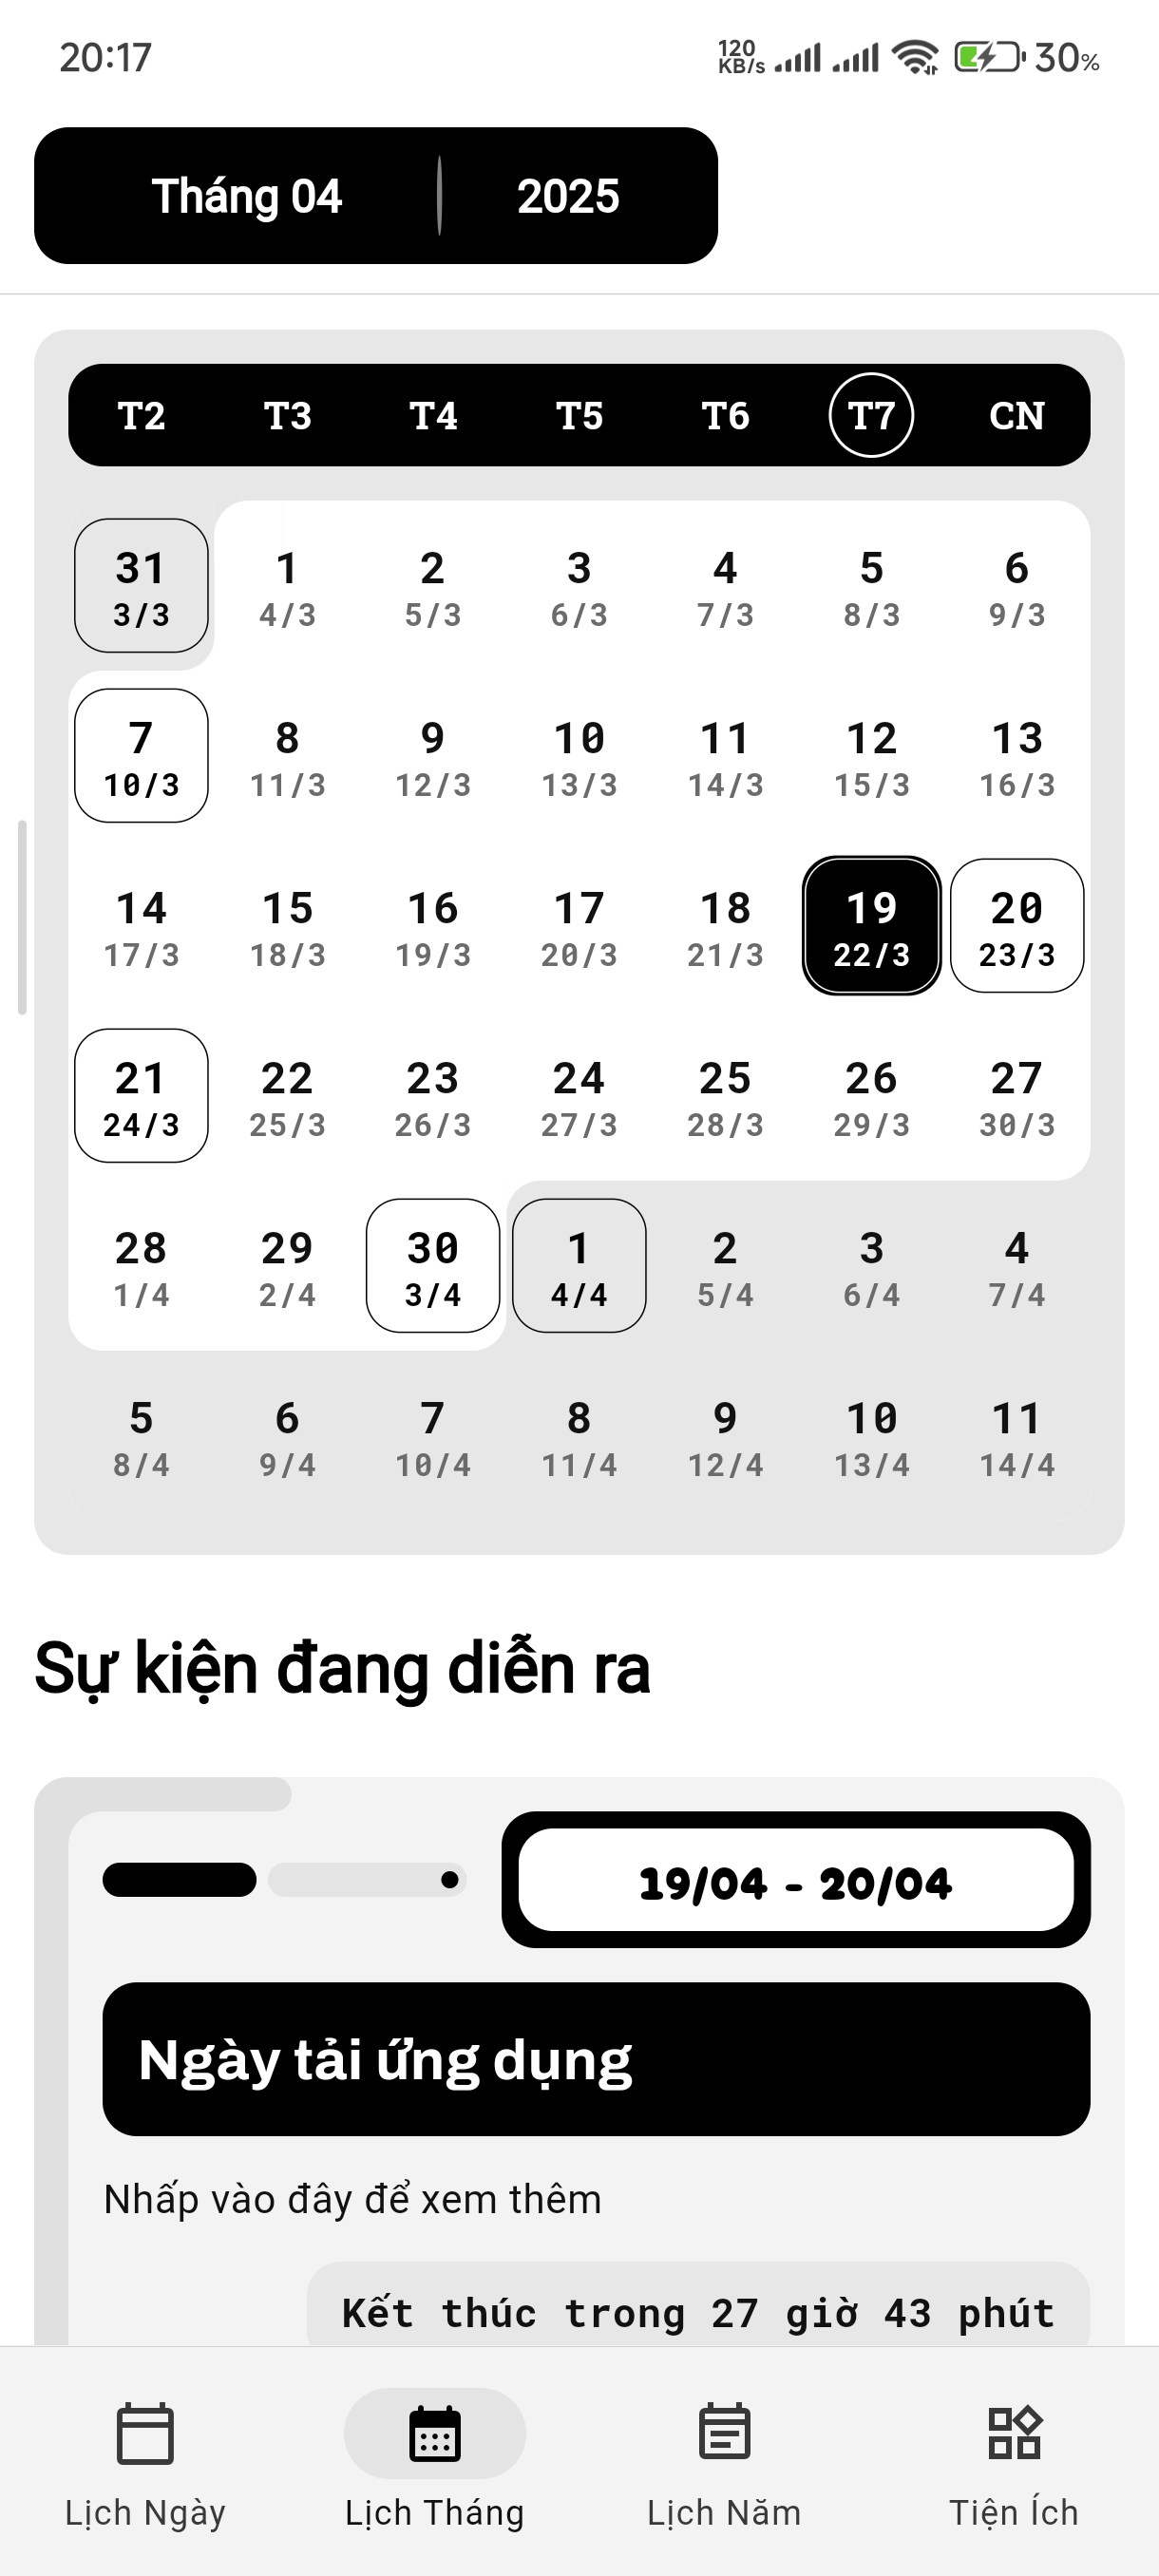 20:17 120 KB/s 30%
Tháng 04 2025
T2 T3 T4 T5 T6 T7 CN
31 1 2 3 4 5 6
3/3 4/3 5/3 6/3 7/3 8/3 9/3
7 8 9 10 11 12 13
10/3 11/3 12/3 13/3 14/3 15/3 16/3
14 15 16 17 18 19 20
17/3 18/3 19/3 20/3 21/3 22/3 23/3
21 22 23 24 25 26 27
24/3 25/3 26/3 27/3 28/3 29/3 30/3
28 29 30 1 2 3 4
1/4 2/4 3/4 4/4 5/4 6/4 7/4
5 6 7 8 9 10 11
8/4 9/4 10/4 11/4 12/4 13/4 14/4
Sự kiện đang diễn ra
19/04 - 20/04
Ngày tải ứng dụng
Nhấp vào đây để xem thêm
Kết thúc trong 27 giờ 43 phút
Lịch Ngày Lịch Tháng Lịch Năm Tiện Ích